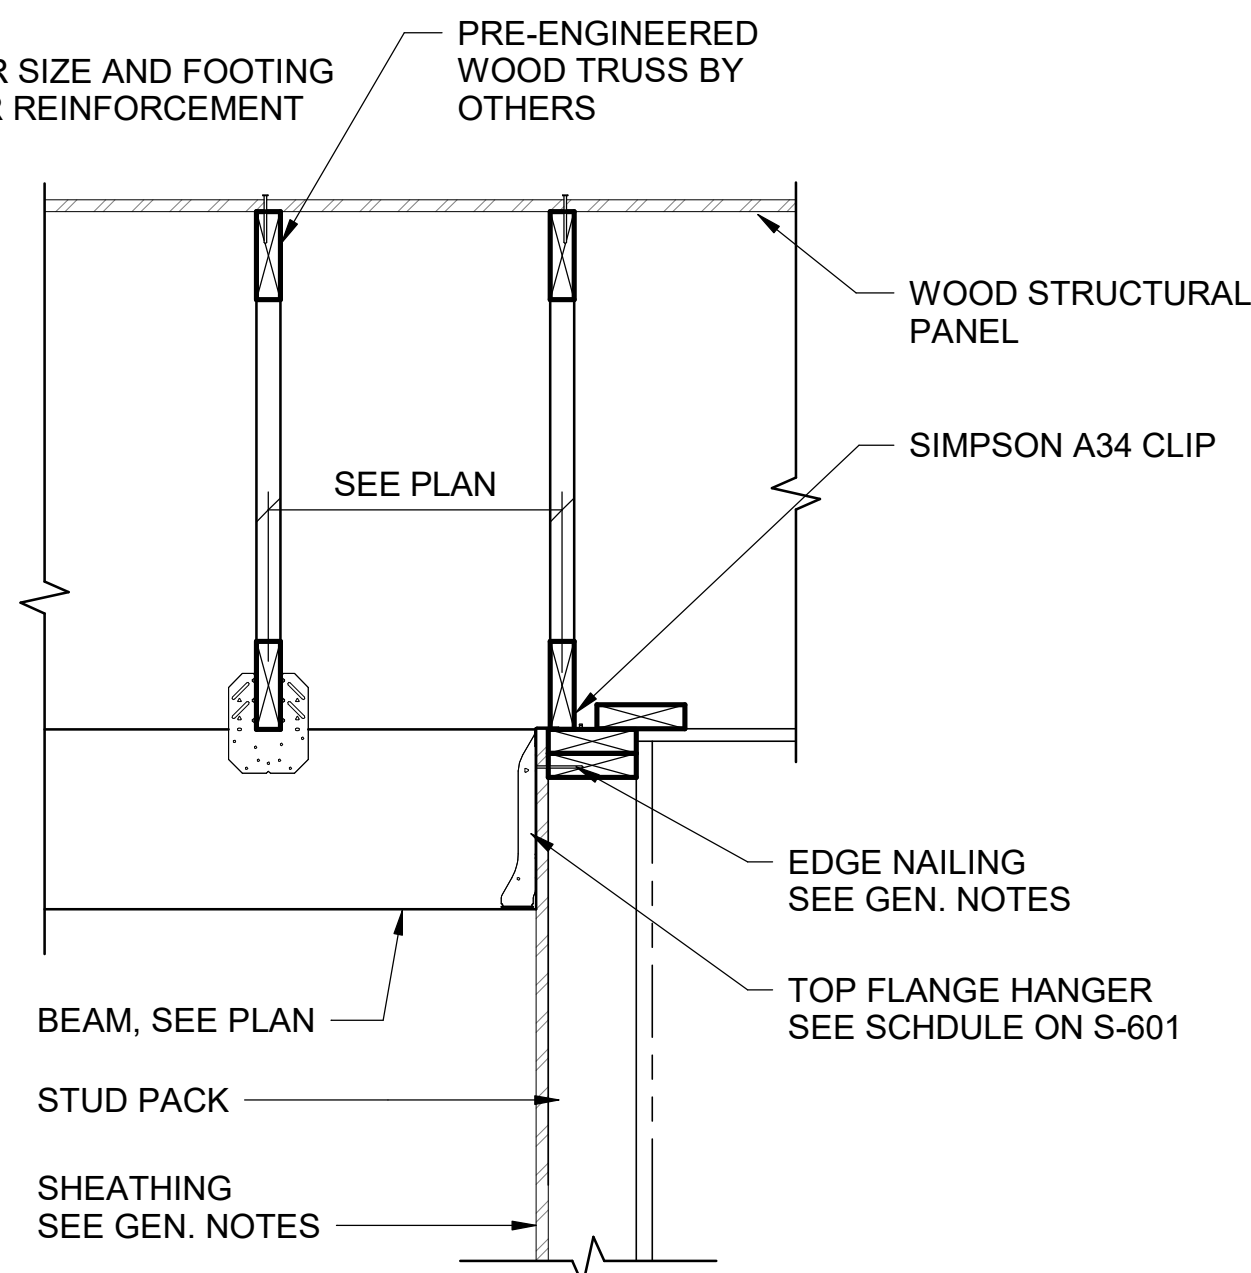 PRE-ENGINEERED
WOOD TRUSS BY
OTHERS
R SIZE AND FOOTING
R REINFORCEMENT
WOOD STRUCTURAL
PANEL
SIMPSON A34 CLIP
SEE PLAN
EDGE NAILING
SEE GEN. NOTES
TOP FLANGE HANGER
SEE SCHDULE ON S-601
BEAM, SEE PLAN
STUD PACK
SHEATHING
SEE GEN. NOTES